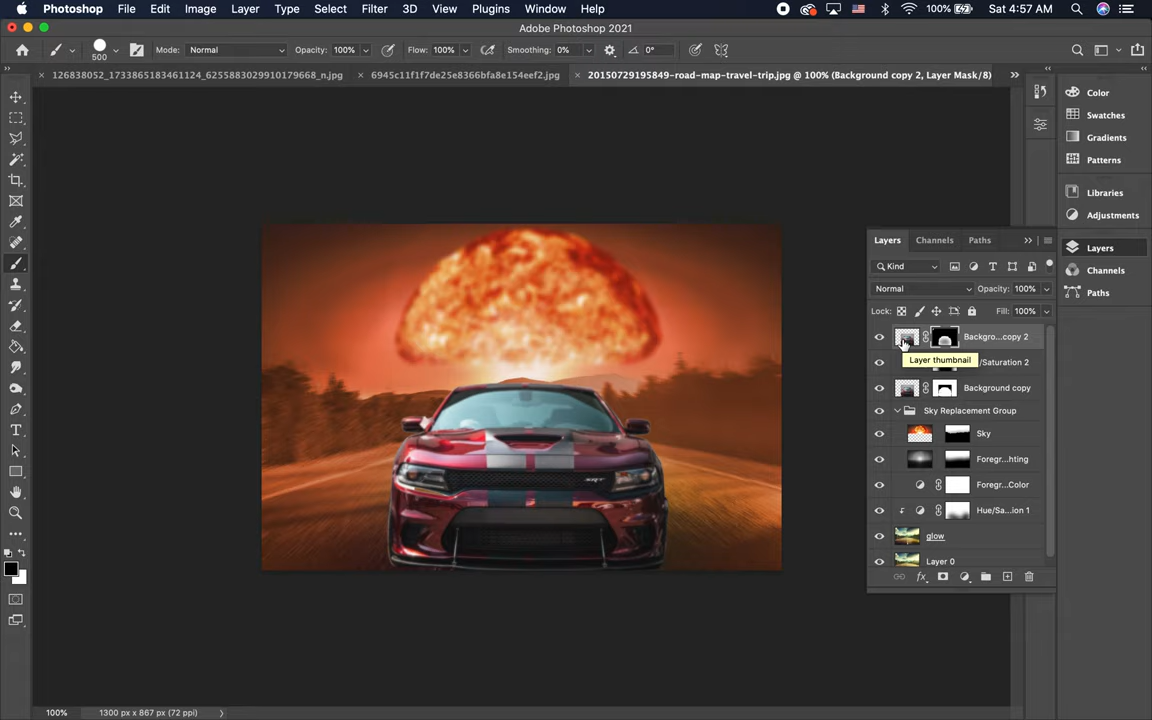 Photoshop File Edit Image Layer Type Select Filter 3D View Plugins Window Help 100% Sat 4:57 AM
Adobe Photoshop 2021
500 Mode: Normal Opacity: 100% Flow: 100% Smoothing: 0% 0°
126838052_1733865183461124_6255883029910179668_n.jpg 6945c11f1f7de25e8366bfa8e154eef2.jpg 20150729195849-road-map-travel-trip.jpg @ 100% (Background copy 2, Layer Mask/8)
Color
Swatches
Gradients
Patterns
Libraries
Adjustments
Layers
Channels
Paths
Layers Channels Paths
Kind
Normal Opacity: 100%
Lock: Fill: 100%
Backgro...copy 2
Layer thumbnail
/Saturation 2
Background copy
Sky Replacement Group
Sky
Foregr...hting
Foregr...Color
Hue/Sa...ion 1
glow
Layer 0
fx
SRT
100% 1300 px x 867 px (72 ppi)